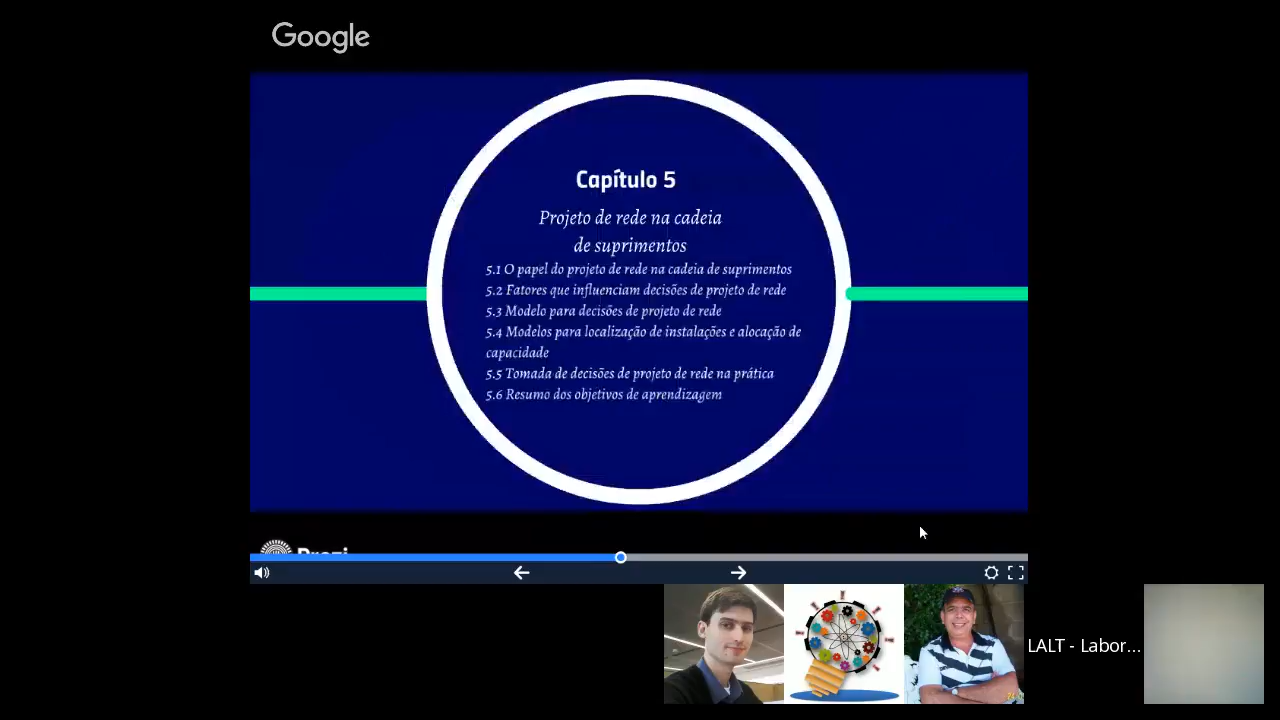 Google
Capítulo 5
Projeto de rede na cadeia
de suprimentos
5.1 O papel do projeto de rede na cadeia de suprimentos
5.2 Fatores que influenciam decisões de projeto de rede
5.3 Modelo para decisões de projeto de rede
5.4 Modelos para localização de instalações e alocação de
capacidade
5.5 Tomada de decisões de projeto de rede na prática
5.6 Resumo dos objetivos de aprendizagem
Prezi
LALT - Labor...